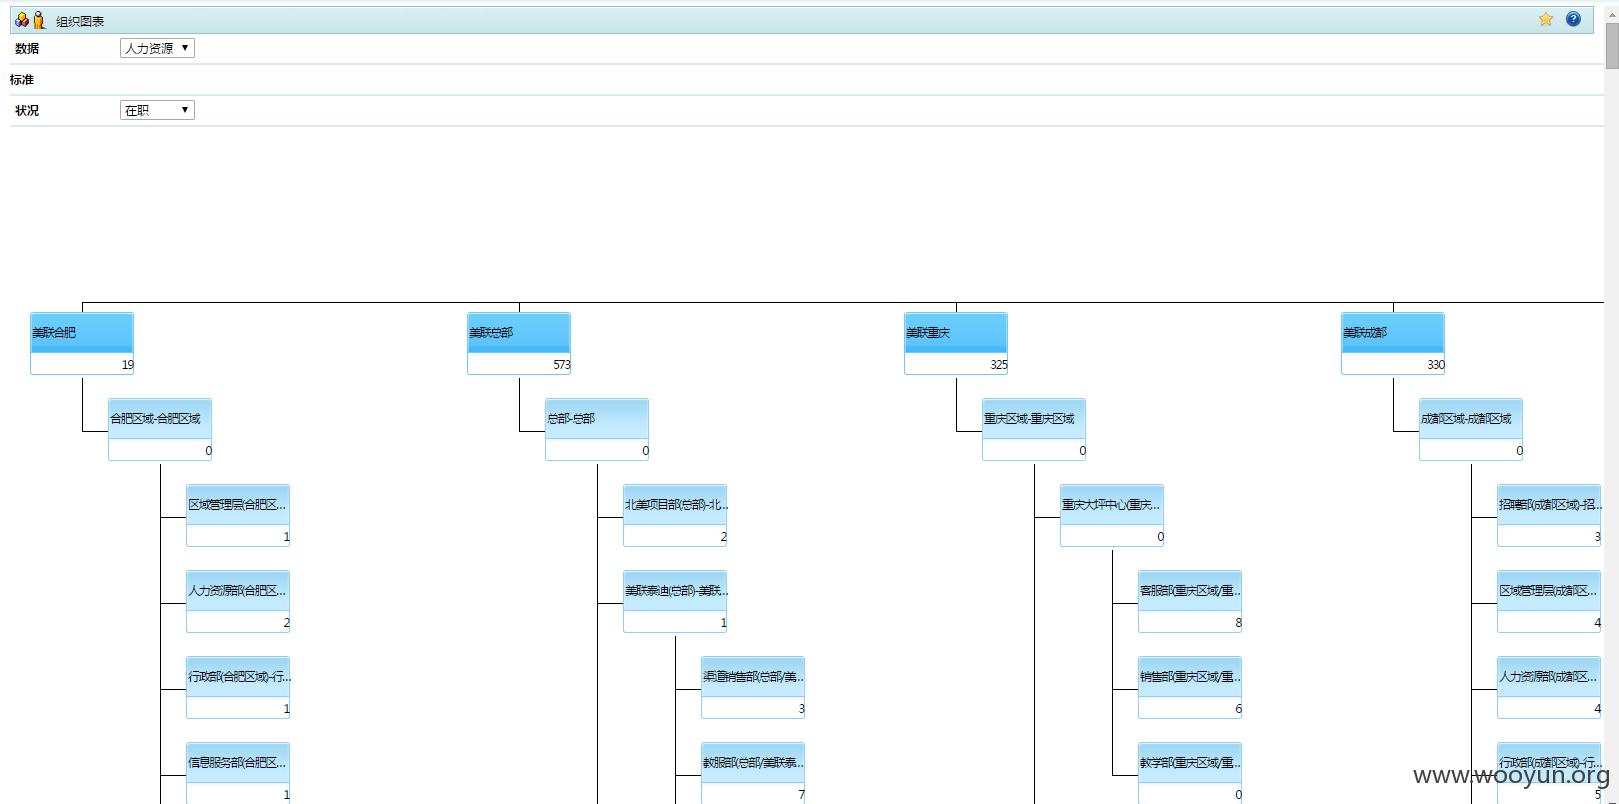 组织图表
数据 人力资源
标准
状况 在职
美联合肥 美联总部 美联重庆 美联成都
19 573 325 330
合肥区域-合肥区域 总部-总部 重庆区域-重庆区域 成都区域-成都区域
0 0 0 0
区域管理层(合肥区... 北美项目部(总部)-北... 重庆大坪中心(重庆... 招聘部(成都区域)-招...
1 2 0 3
人力资源部(合肥区... 美联泰迪(总部)-美联... 客服部(重庆区域/重... 区域管理层(成都区...
2 1 8 4
行政部(合肥区域)-行... 渠道销售部(总部/美... 销售部(重庆区域/重... 人力资源部(成都区...
1 3 6 4
信息服务部(合肥区... 教服部(总部/美联泰... 教学部(重庆区域/重... 行政部(成都区域)-行...
1 7 0 5
www.wooyun.org